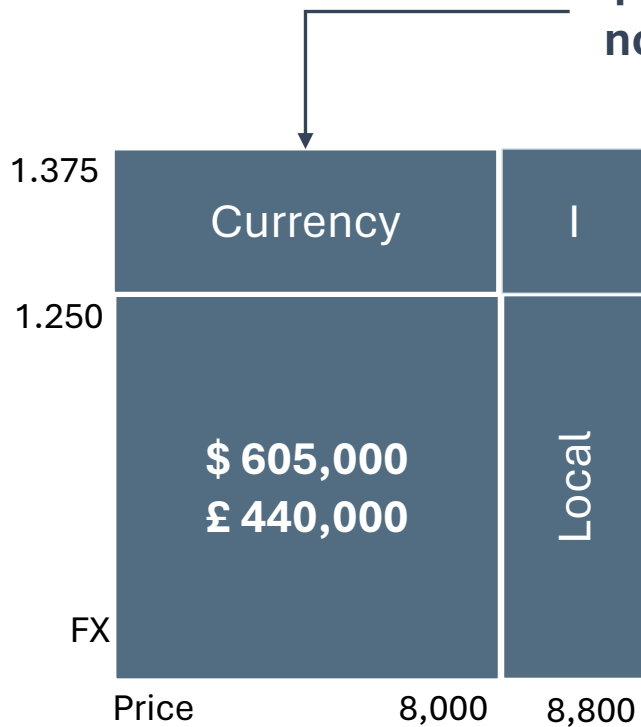 1.375
Currency
I
1.250
$ 605,000
£ 440,000
Local
FX
Price
8,000
8,800